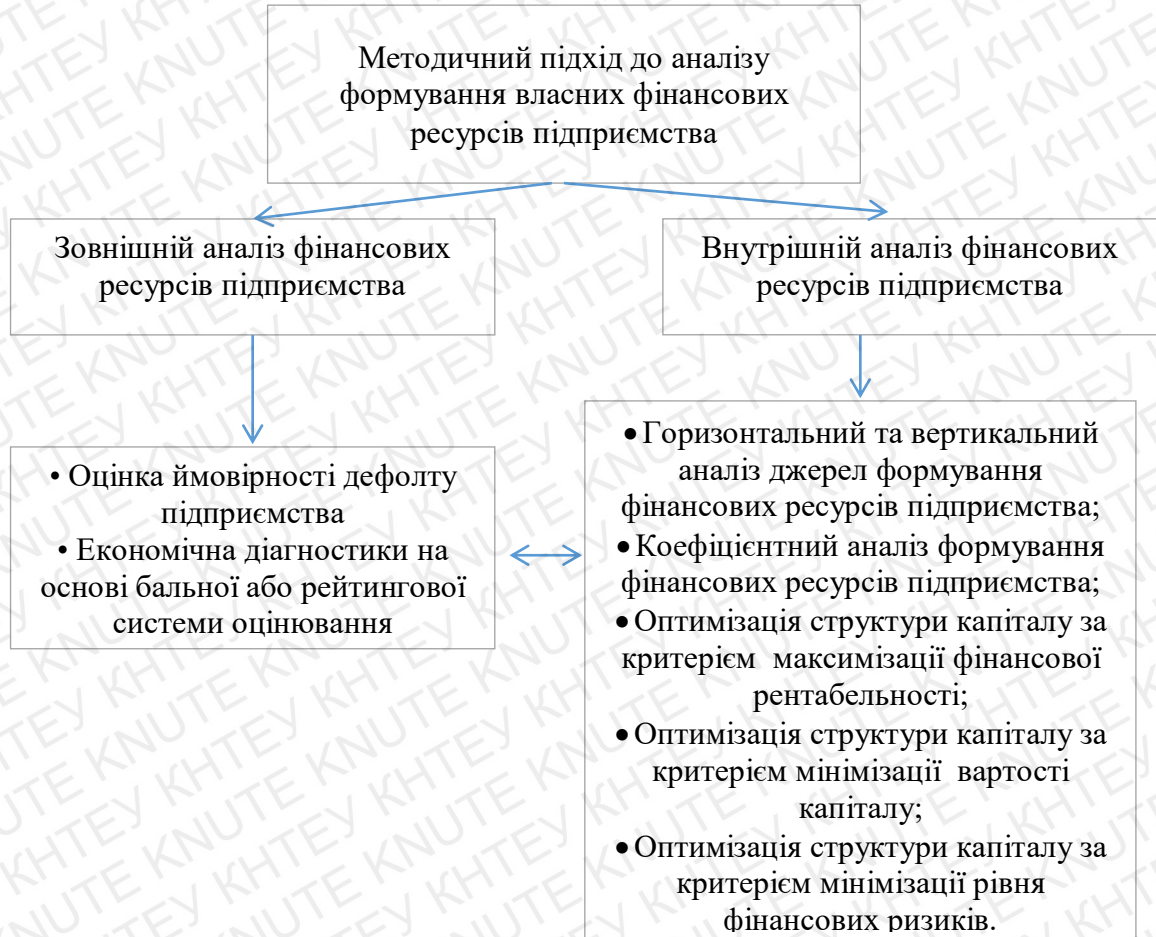 Методичний підхід до аналізу
формування власних фінансових
ресурсів підприємства
Зовнішній аналіз фінансових
ресурсів підприємства
Внутрішній аналіз фінансових
ресурсів підприємства
• Оцінка ймовірності дефолту
підприємства
• Економічна діагностики на
основі бальної або рейтингової
системи оцінювання
• Горизонтальний та вертикальний
аналіз джерел формування
фінансових ресурсів підприємства;
• Коефіцієнтний аналіз формування
фінансових ресурсів підприємства;
• Оптимізація структури капіталу за
критерієм максимізації фінансової
рентабельності;
• Оптимізація структури капіталу за
критерієм мінімізації вартості
капіталу;
• Оптимізація структури капіталу за
критерієм мінімізації рівня
фінансових ризиків.
KNUTE КНТЕУ